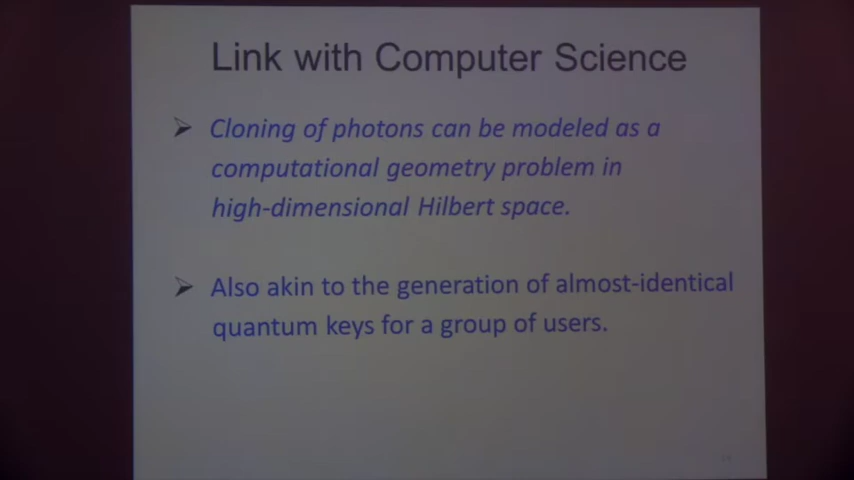 Link with Computer Science
➢ Cloning of photons can be modeled as a
computational geometry problem in
high-dimensional Hilbert space.
➢ Also akin to the generation of almost-identical
quantum keys for a group of users.